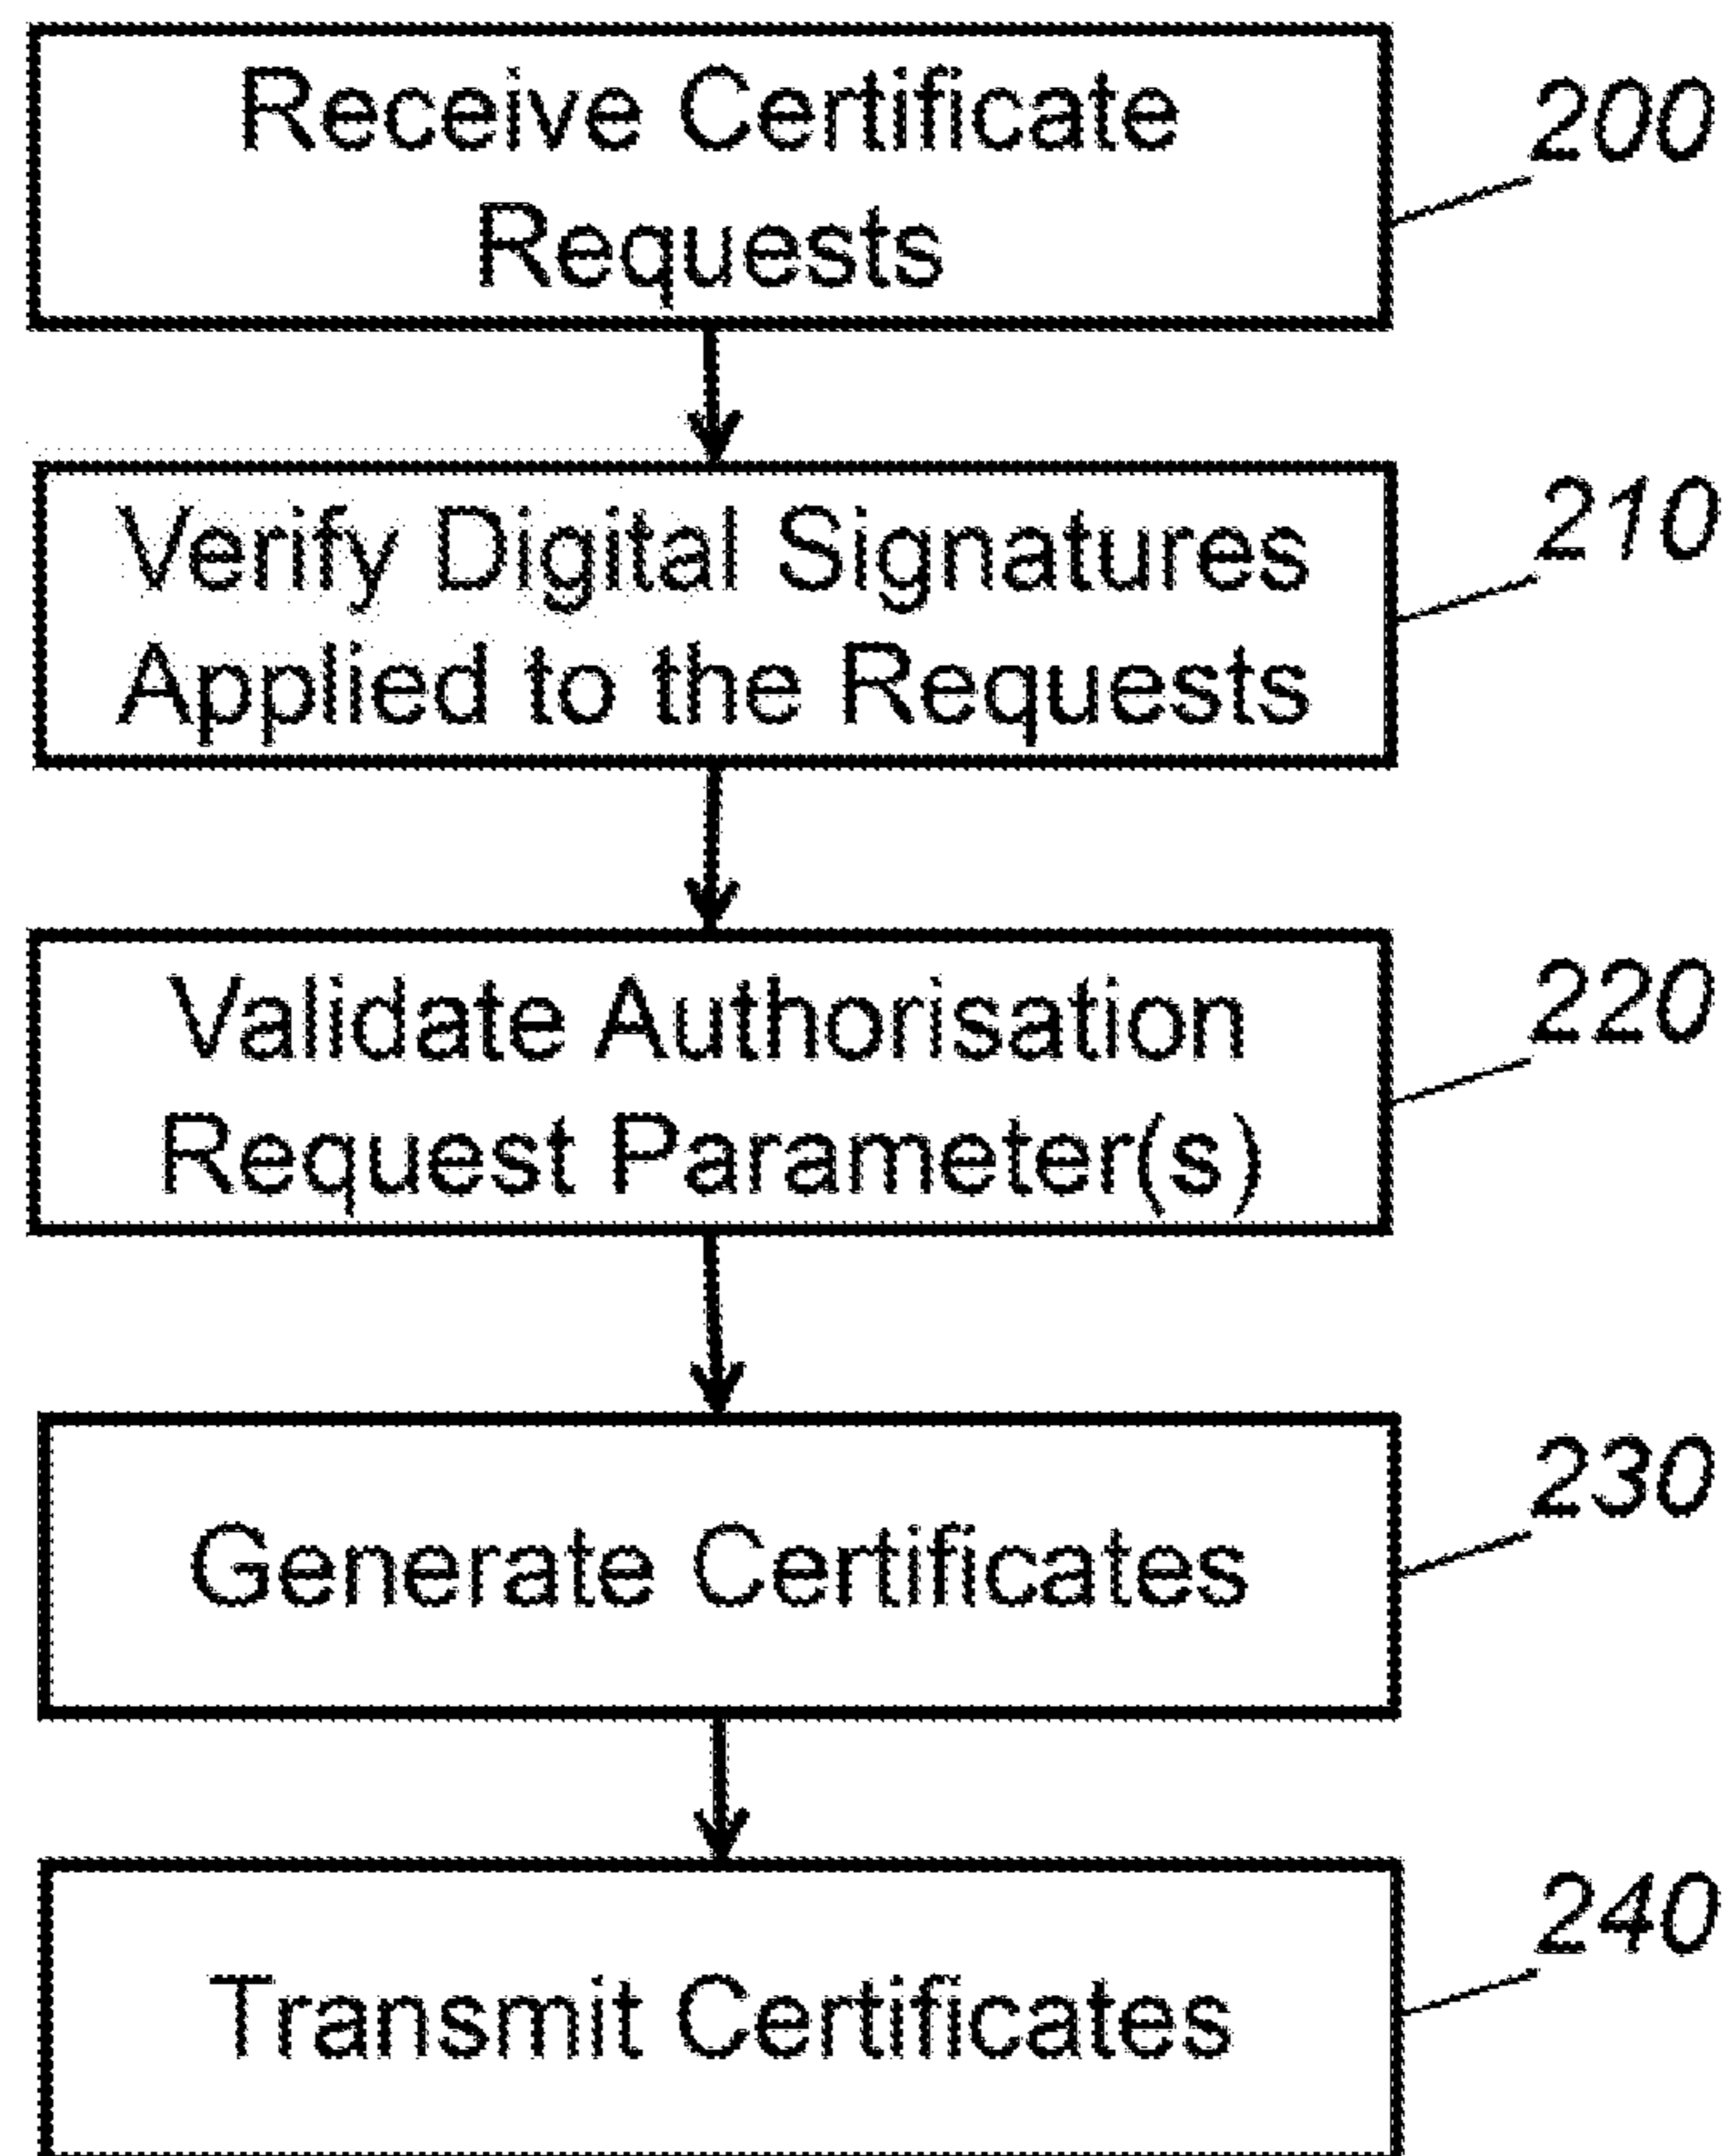 Receive Certificate
Requests
200
Verify Digital Signatures
Applied to the Requests
210
Validate Authorisation
Request Parameter(s)
220
Generate Certificates
230
Transmit Certificates
240